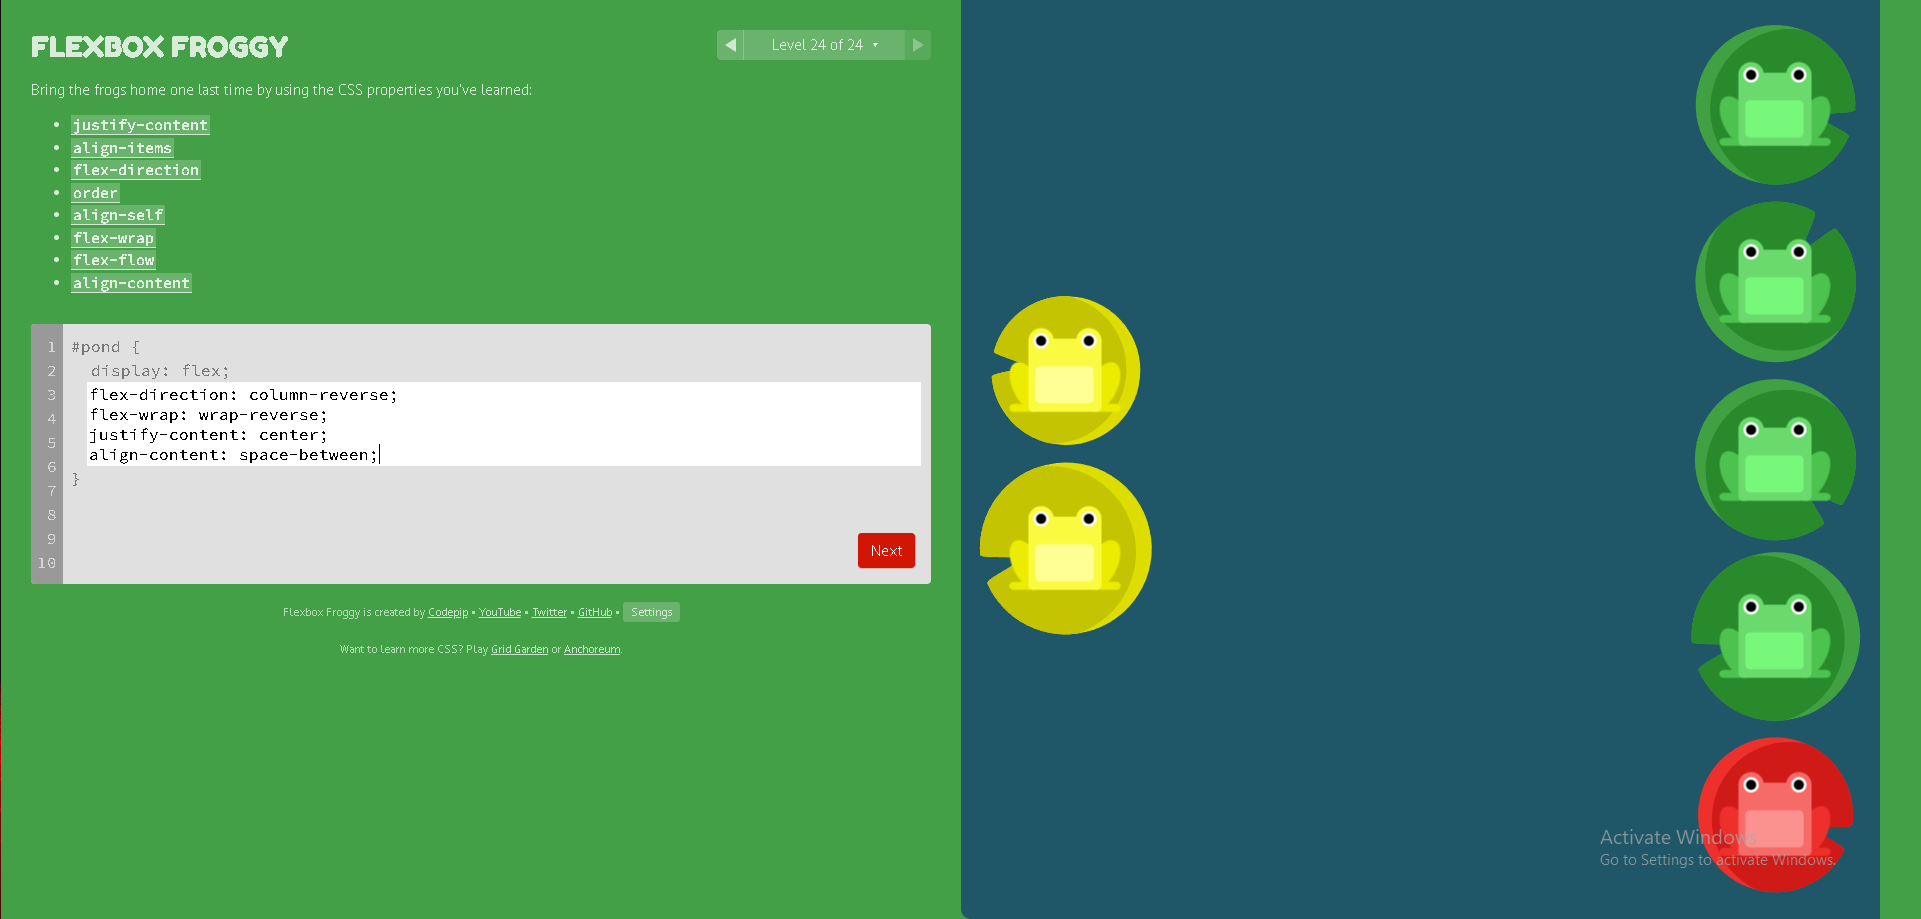 FLEXBOX FROGGY
◀ Level 24 of 24 ▾ ▶
Bring the frogs home one last time by using the CSS properties you've learned:
• justify-content
• align-items
• flex-direction
• order
• align-self
• flex-wrap
• flex-flow
• align-content
1 #pond {
2 display: flex;
3 flex-direction: column-reverse;
4 flex-wrap: wrap-reverse;
5 justify-content: center;
6 align-content: space-between;
7 }
8
9
10
Next
Flexbox Froggy is created by Codepip • YouTube • Twitter • GitHub • Settings
Want to learn more CSS? Play Grid Garden or Anchoreum.
Activate Windows
Go to Settings to activate Windows.